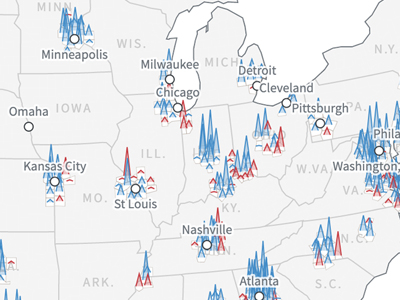 MINN.
WIS.
MICH
N.Y.
Minneapolis
Milwaukee
Detroit
Chicago
Cleveland
Omaha
IOWA
Pittsburgh
PA.
Phila
ILL.
Kansas City
W.VA.
Washington,
VA.
MO.
St Louis
KY.
Nashville
N.C.
ARK.
Atlanta
S.C.